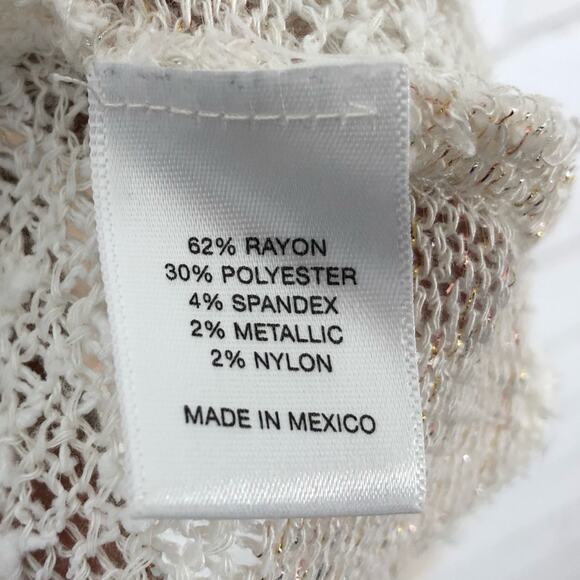 62% RAYON
30% POLYESTER
4% SPANDEX
2% METALLIC
2% NYLON
MADE IN MEXICO